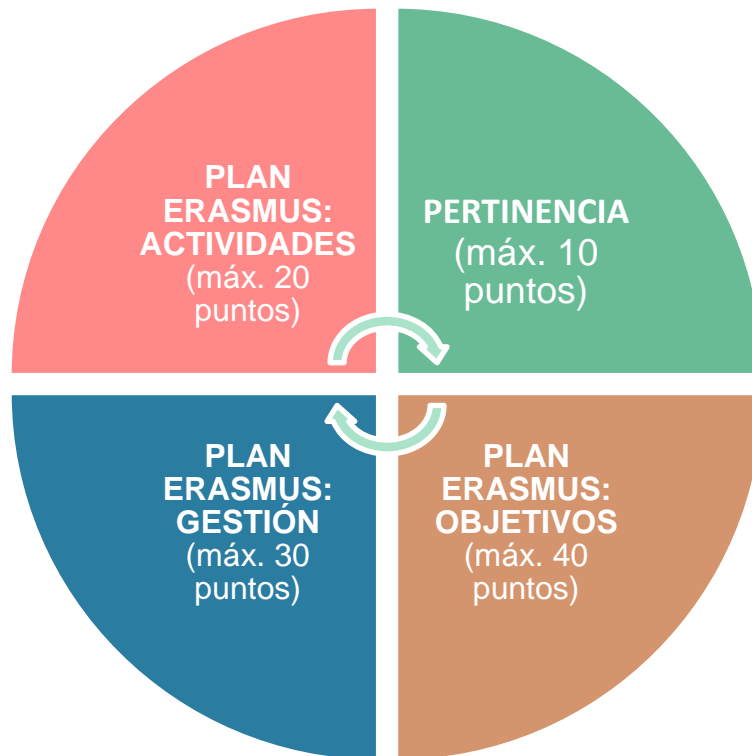 PLAN
ERASMUS:
ACTIVIDADES
(máx. 20
puntos)
PERTINENCIA
(máx. 10
puntos)
PLAN
ERASMUS:
GESTIÓN
(máx. 30
puntos)
PLAN
ERASMUS:
OBJETIVOS
(máx. 40
puntos)